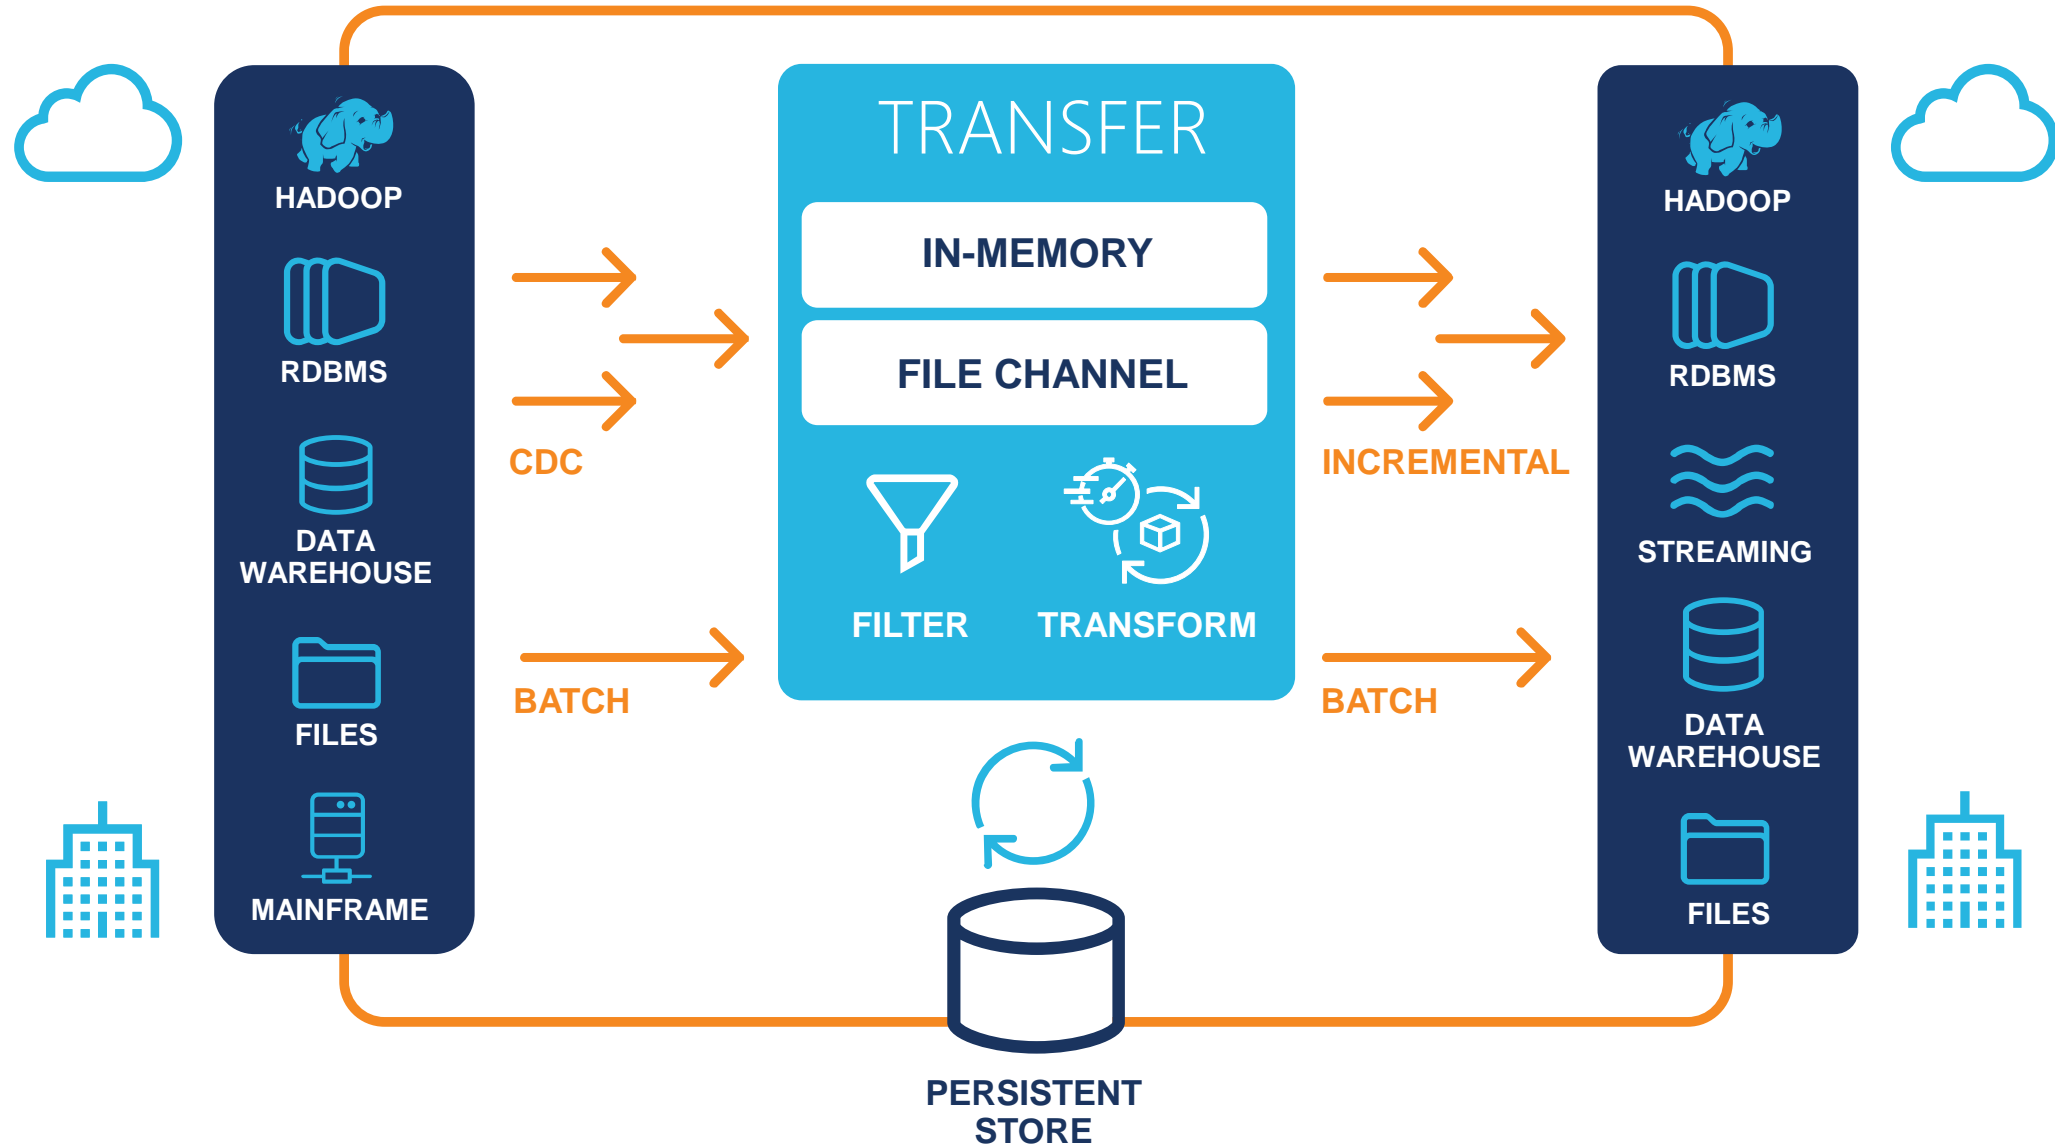 HADOOP
RDBMS
DATA
WAREHOUSE
FILES
MAINFRAME
CDC
BATCH
TRANSFER
IN-MEMORY
FILE CHANNEL
FILTER
TRANSFORM
INCREMENTAL
BATCH
HADOOP
RDBMS
STREAMING
DATA
WAREHOUSE
FILES
PERSISTENT
STORE